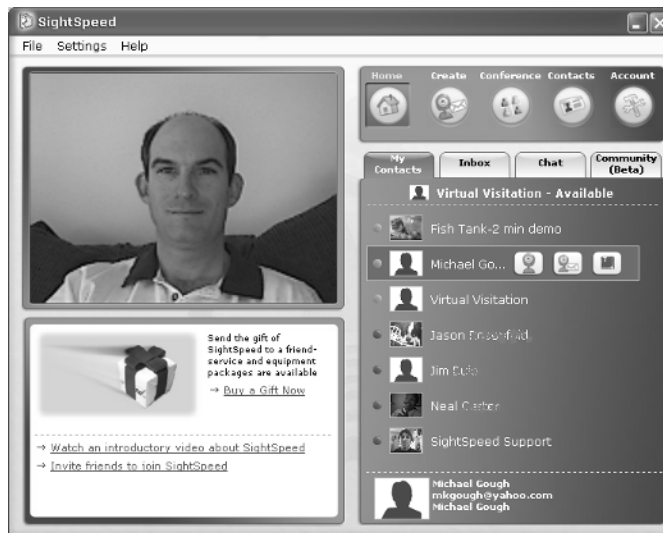 SightSpeed
File Settings Help
Home Create Conference Contacts Account
My Contacts
Inbox
Chat
Community (Beta)
Virtual Visitation - Available
Fish Tank-2 min demo
Michael Go...
Virtual Visitation
Jason
Jim
Neal
SightSpeed Support
Send the gift of
SightSpeed to a friend-
service and equipment
packages are available
→ Buy a Gift Now
→ Watch an introductory video about SightSpeed
→ Invite friends to join SightSpeed
Michael Gough
mkgough@yahoo.com
Michael Gough